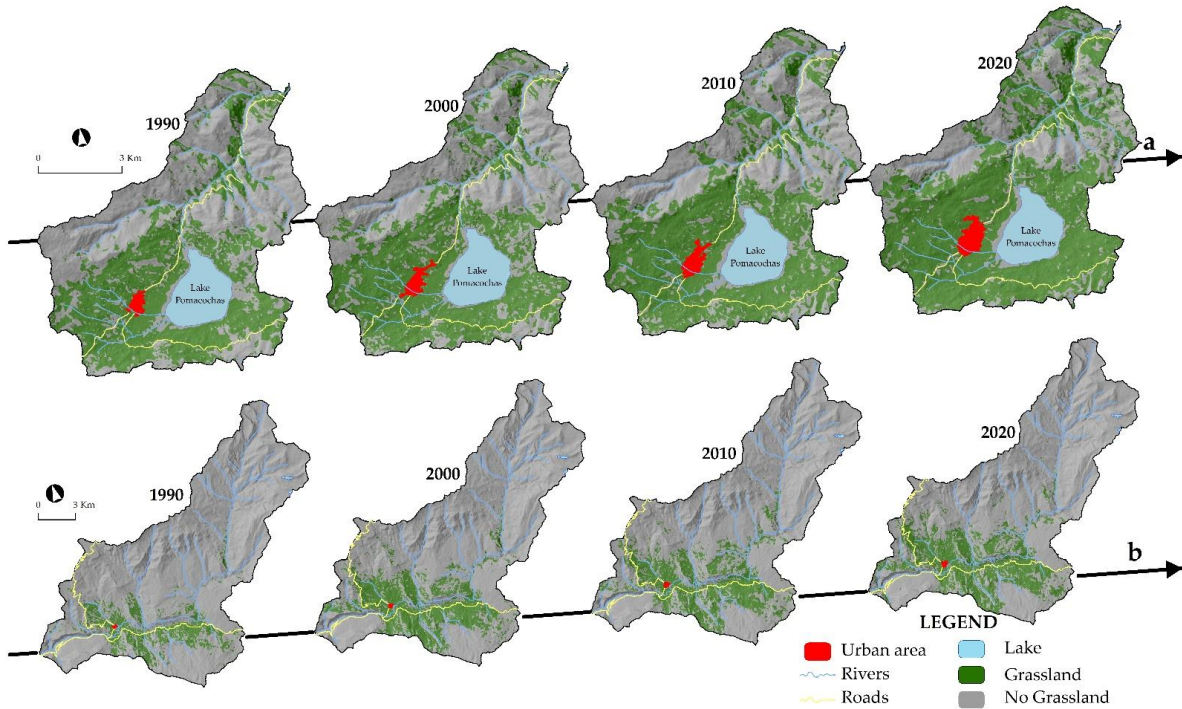 2020
2010
2000
1990
0 3 Km
a
Lake
Pomacochas
Lake
Pomacochas
Lake
Pomacochas
Lake
Pomacochas
2020
2010
2000
1990
0 3 Km
b
LEGEND
Urban area
Lake
Rivers
Grassland
Roads
No Grassland